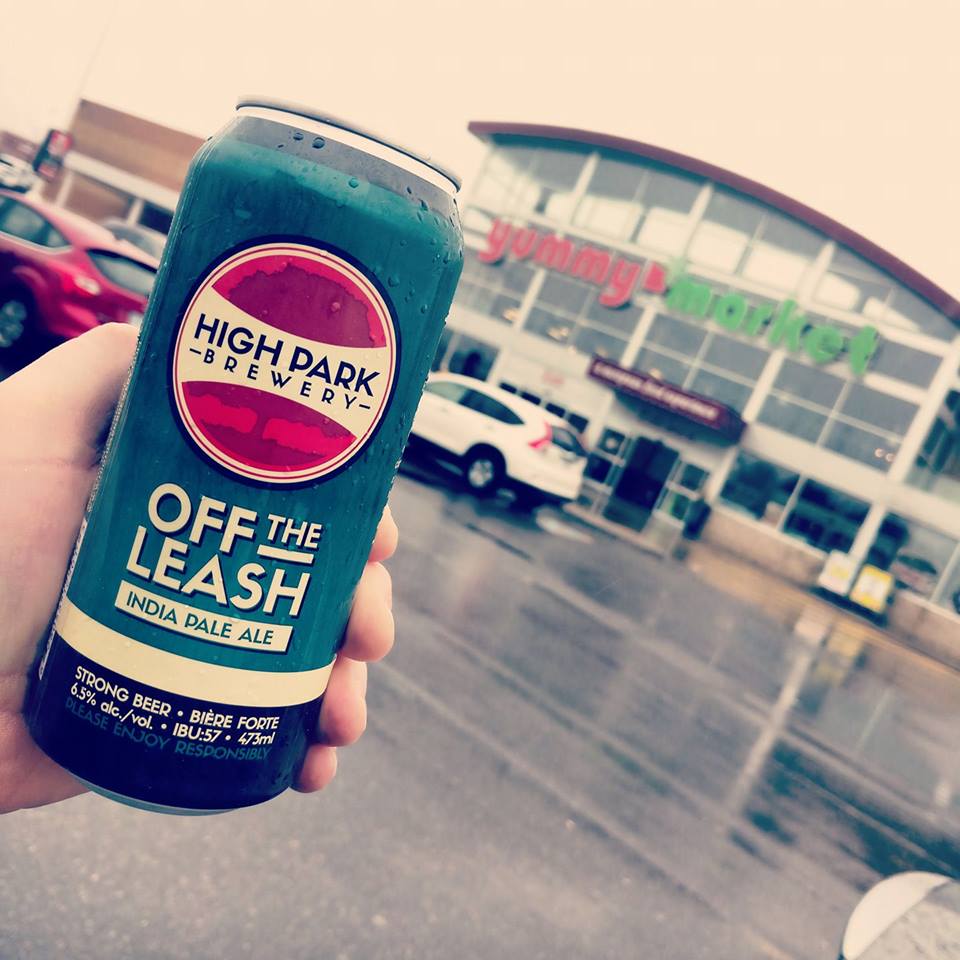 HIGH PARK
-BREWERY-
OFF THE
LEASH
INDIA PALE ALE
STRONG BEER • BIÈRE FORTE
6.5% alc./vol. • IBU:57 • 473ml
PLEASE ENJOY RESPONSIBLY
yummy market